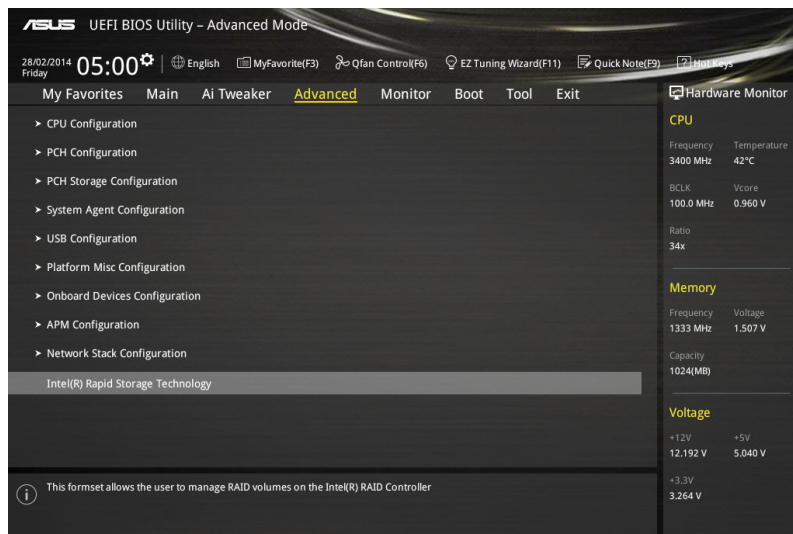 ASUS UEFI BIOS Utility – Advanced Mode
28/02/2014
Friday
05:00
English
MyFavorite(F3)
Qfan Control(F6)
EZ Tuning Wizard(F11)
Quick Note(F9)
? Hot Keys
My Favorites Main Ai Tweaker Advanced Monitor Boot Tool Exit
Hardware Monitor
> CPU Configuration
> PCH Configuration
> PCH Storage Configuration
> System Agent Configuration
> USB Configuration
> Platform Misc Configuration
> Onboard Devices Configuration
> APM Configuration
> Network Stack Configuration
Intel(R) Rapid Storage Technology
i This formset allows the user to manage RAID volumes on the Intel(R) RAID Controller
CPU
Frequency Temperature
3400 MHz 42°C
BCLK Vcore
100.0 MHz 0.960 V
Ratio
34x
Memory
Frequency Voltage
1333 MHz 1.507 V
Capacity
1024(MB)
Voltage
+12V +5V
12.192 V 5.040 V
+3.3V
3.264 V